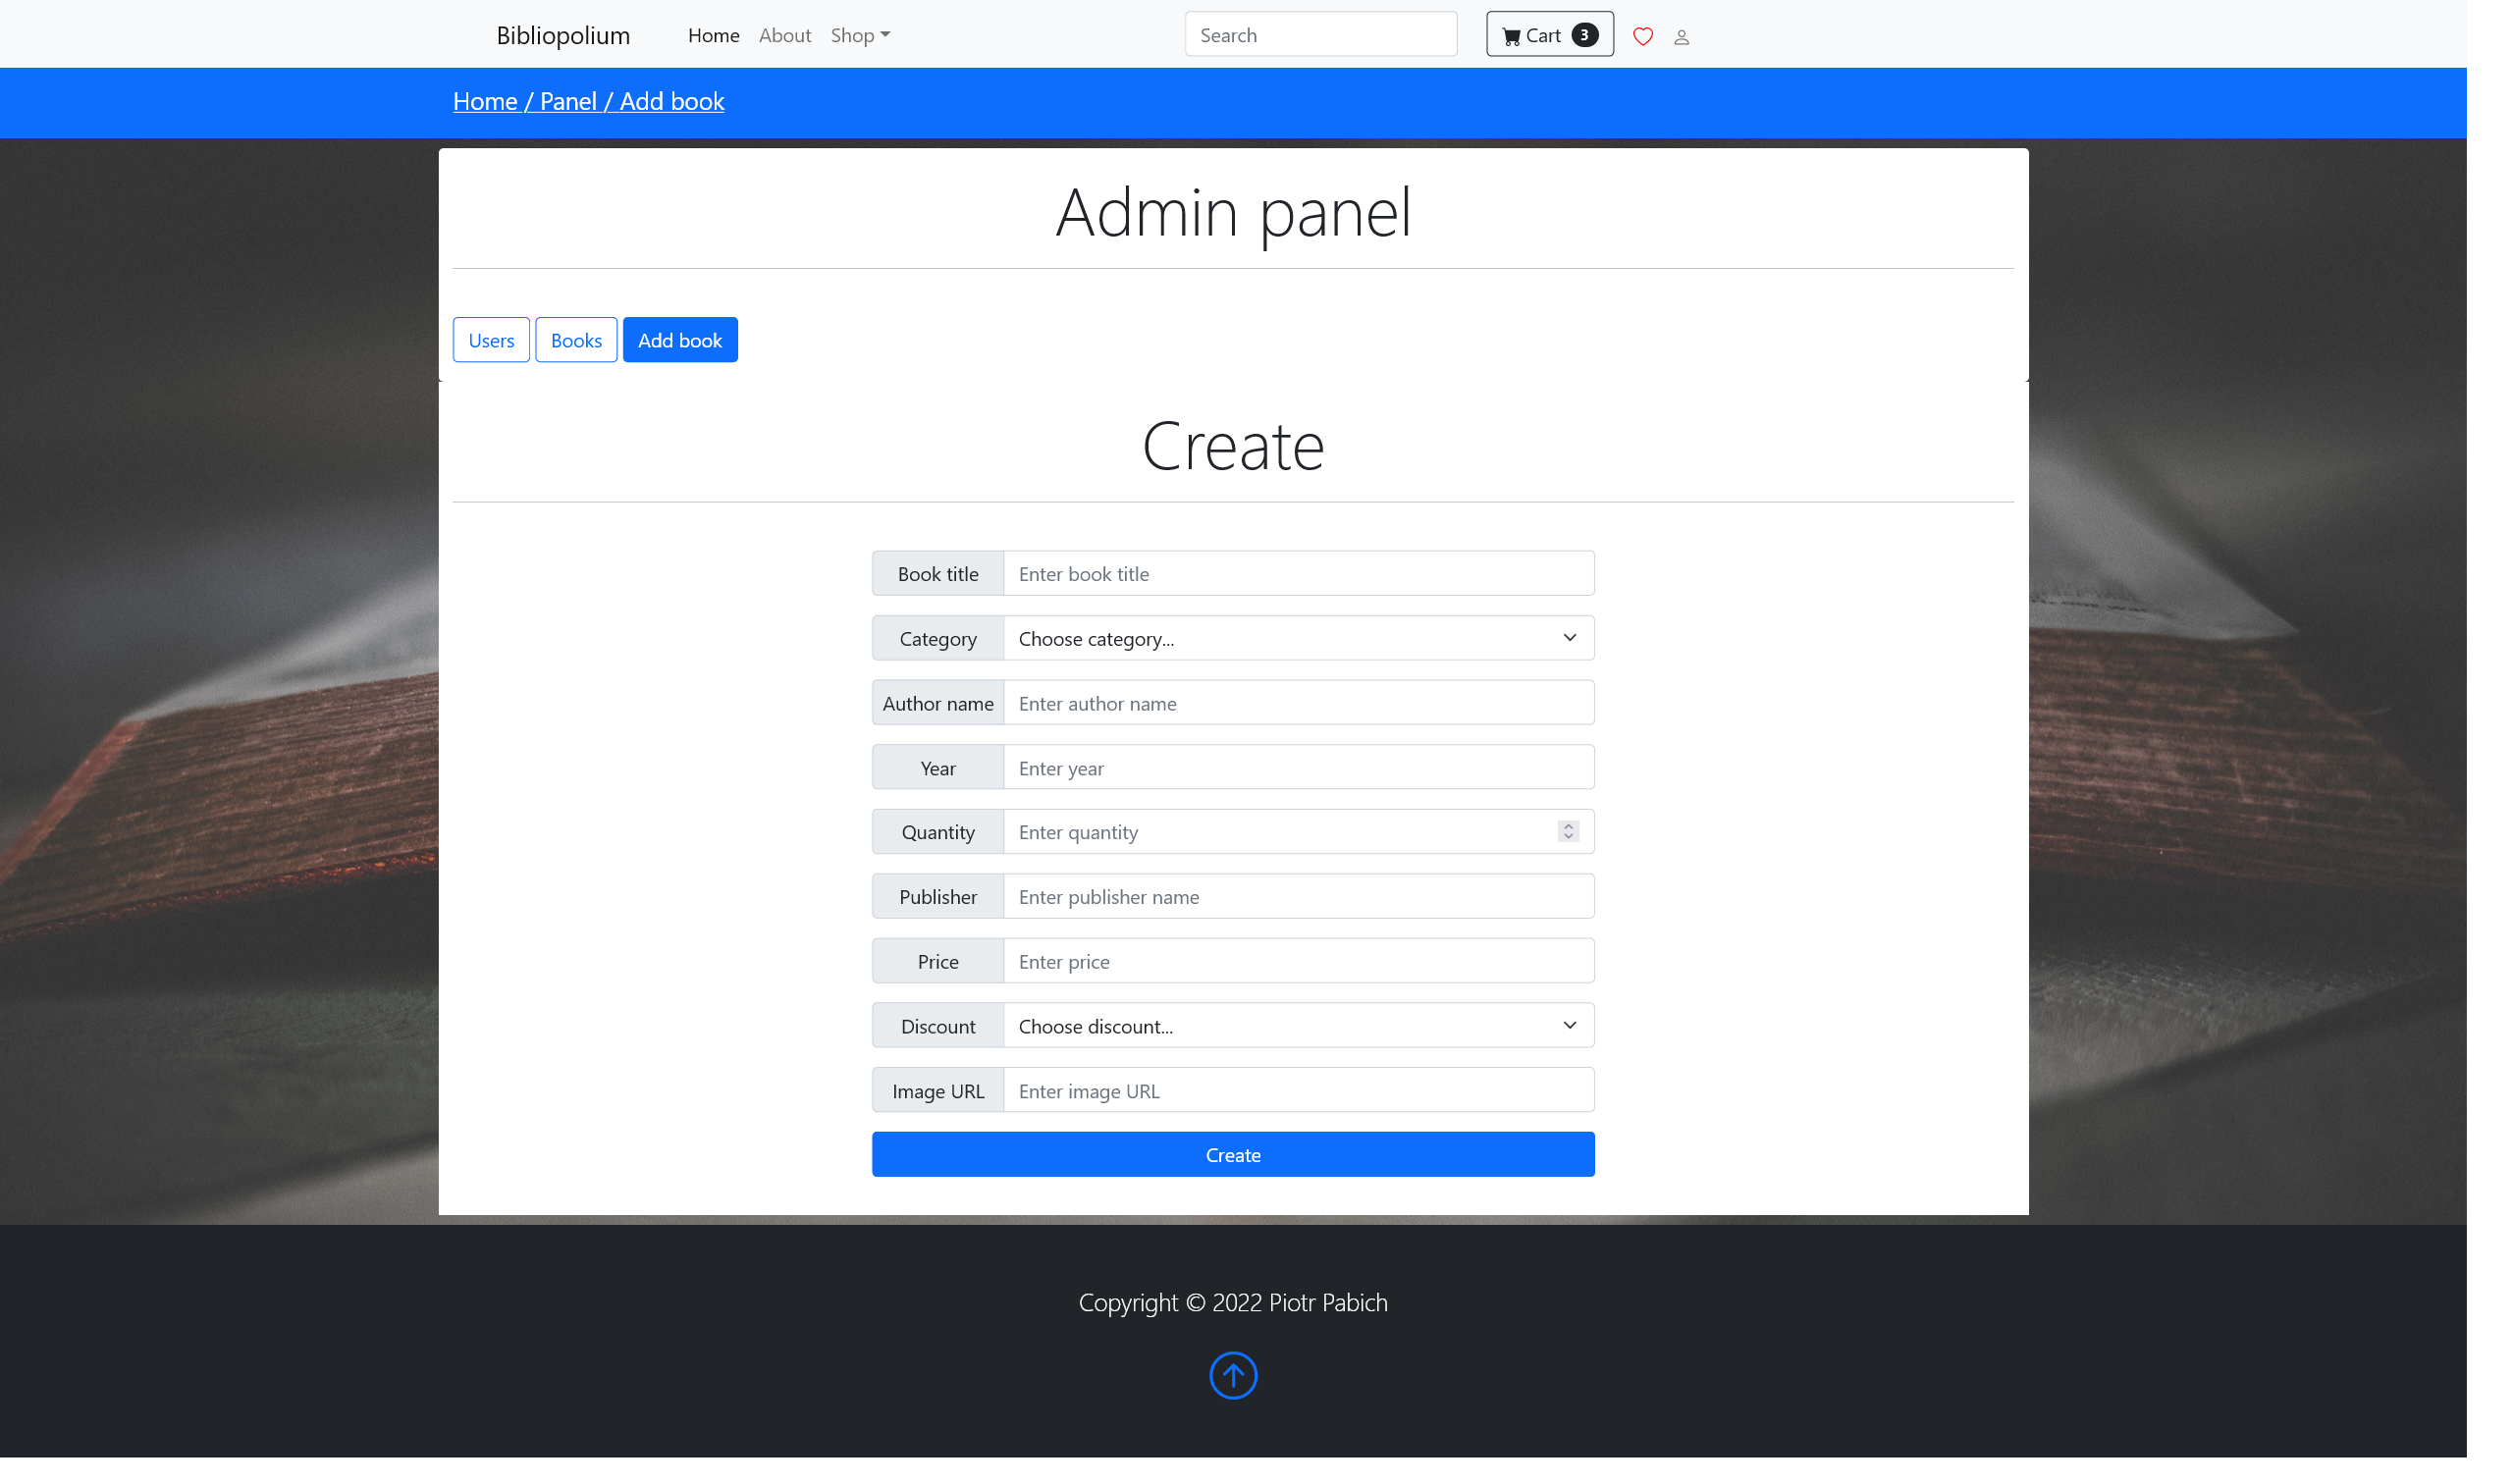 Bibliopolium Home About Shop Search Cart 3
Home / Panel / Add book
Admin panel
Users Books Add book
Create
Book title Enter book title
Category Choose category...
Author name Enter author name
Year Enter year
Quantity Enter quantity
Publisher Enter publisher name
Price Enter price
Discount Choose discount...
Image URL Enter image URL
Create
Copyright © 2022 Piotr Pabich